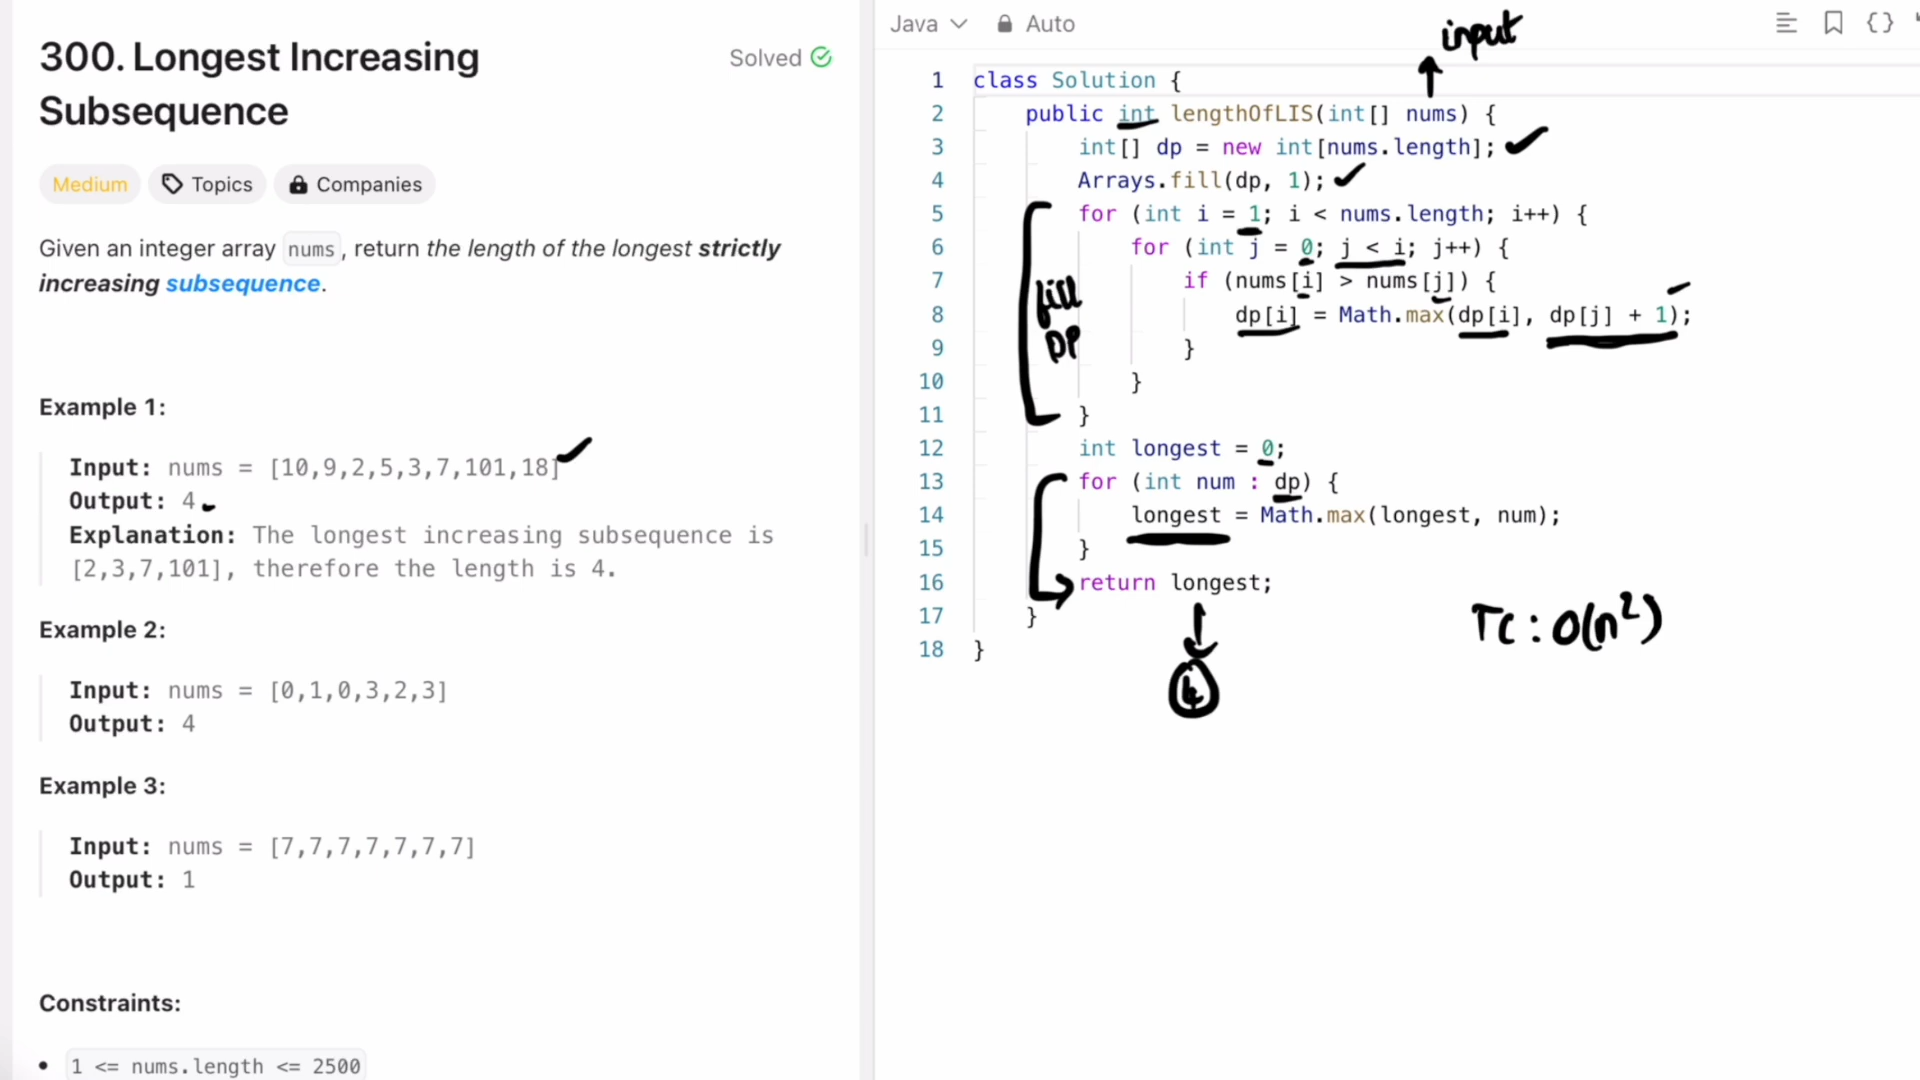 300. Longest Increasing
Subsequence
Solved
Medium
Topics
Companies
Given an integer array nums, return the length of the longest strictly
increasing subsequence.
Example 1:
Input: nums = [10,9,2,5,3,7,101,18]
Output: 4
Explanation: The longest increasing subsequence is
[2,3,7,101], therefore the length is 4.
Example 2:
Input: nums = [0,1,0,3,2,3]
Output: 4
Example 3:
Input: nums = [7,7,7,7,7,7,7]
Output: 1
Constraints:
• 1 <= nums.length <= 2500
Java
Auto
input
1 class Solution {
2 public int lengthOfLIS(int[] nums) {
3 int[] dp = new int[nums.length];
4 Arrays.fill(dp, 1);
5 for (int i = 1; i < nums.length; i++) {
6 for (int j = 0; j < i; j++) {
7 if (nums[i] > nums[j]) {
8 dp[i] = Math.max(dp[i], dp[j] + 1);
9 }
10 }
11 }
12 int longest = 0;
13 for (int num : dp) {
14 longest = Math.max(longest, num);
15 }
16 return longest;
17 }
18 }
fill
DP
TC : O(n²)
4